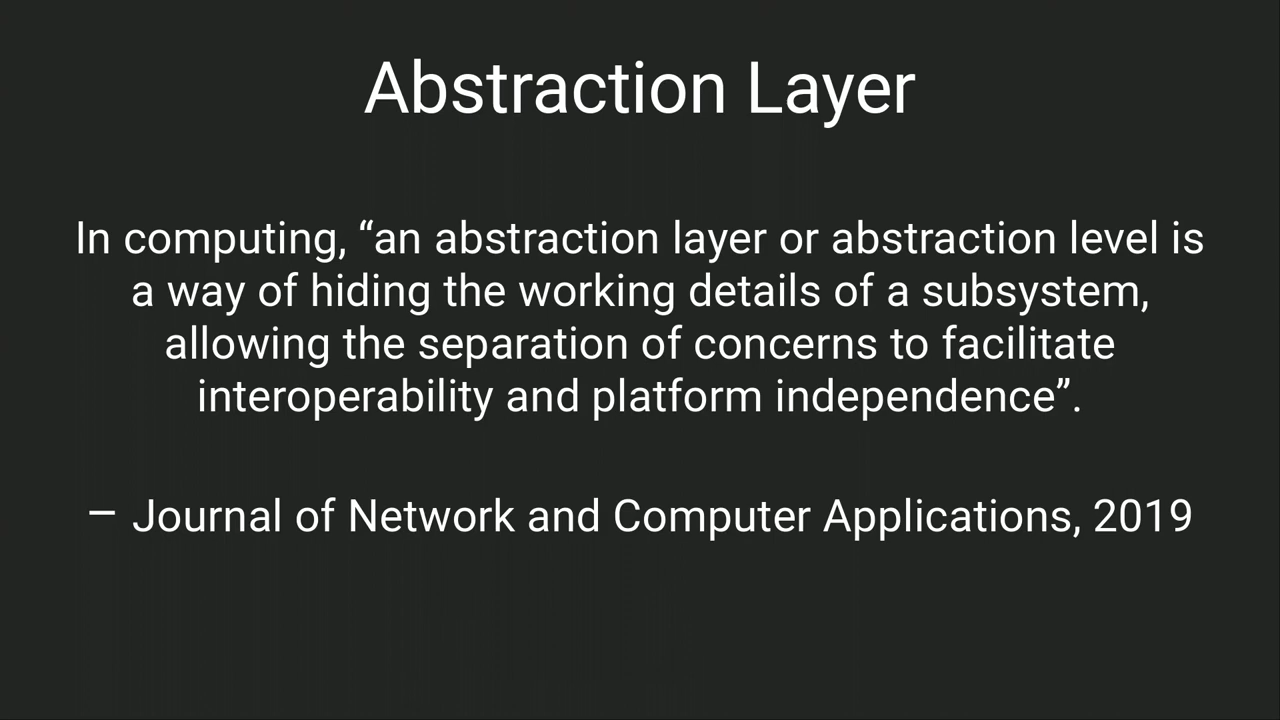 Abstraction Layer
In computing, “an abstraction layer or abstraction level is
a way of hiding the working details of a subsystem,
allowing the separation of concerns to facilitate
interoperability and platform independence”.
– Journal of Network and Computer Applications, 2019